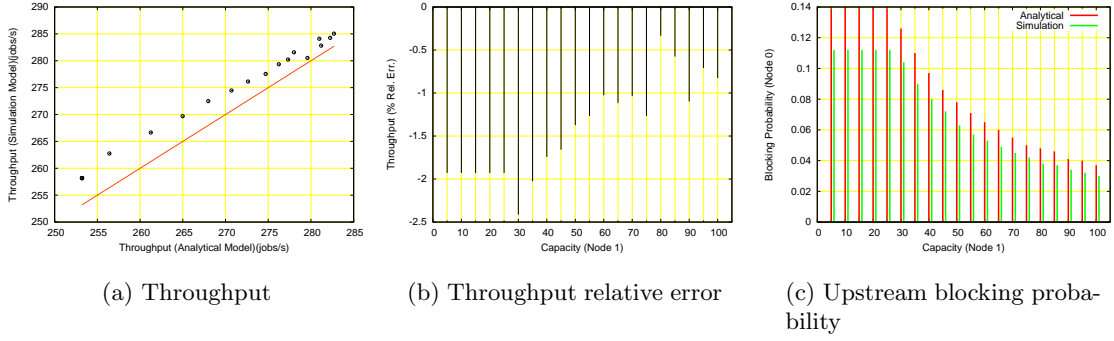 290
285
280
275
270
265
260
255
250
250 255 260 265 270 275 280 285
Throughput (Simulation Model)(jobs/s)
Throughput (Analytical Model)(jobs/s)
(a) Throughput
0
-0.5
-1
-1.5
-2
-2.5
0 10 20 30 40 50 60 70 80 90 100
Throughput (% Rel. Err.)
Capacity (Node 1)
(b) Throughput relative error
0.14
0.12
0.1
0.08
0.06
0.04
0.02
0
0 10 20 30 40 50 60 70 80 90 100
Blocking Probability (Node 0)
Capacity (Node 1)
Analytical
Simulation
(c) Upstream blocking proba-
bility